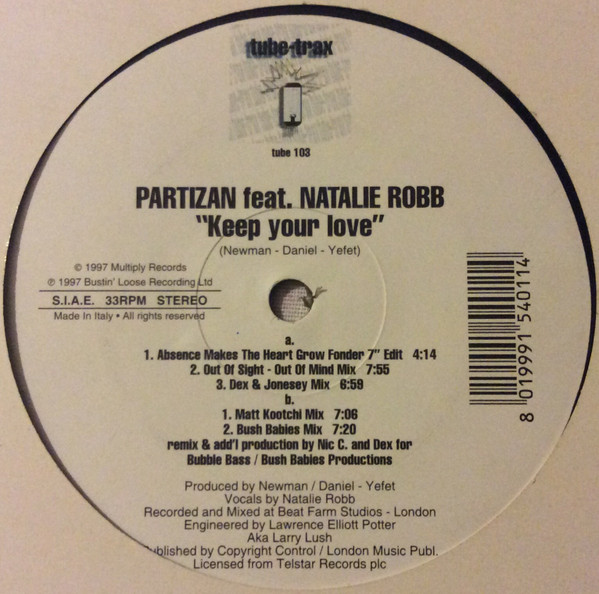 tube-trax
tube 103
PARTIZAN feat. NATALIE ROBB
"Keep your love"
(Newman - Daniel - Yefet)
© 1997 Multiply Records
℗ 1997 Bustin' Loose Recording Ltd
S.I.A.E. 33RPM STEREO
Made In Italy • All rights reserved
a.
1. Absence Makes The Heart Grow Fonder 7" Edit 4:14
2. Out Of Sight - Out Of Mind Mix 7:55
3. Dex & Jonesey Mix 6:59
b.
1. Matt Kootchi Mix 7:06
2. Bush Babies Mix 7:20
remix & add'l production by Nic C. and Dex for
Bubble Bass / Bush Babies Productions
Produced by Newman / Daniel - Yefet
Vocals by Natalie Robb
Recorded and Mixed at Beat Farm Studios - London
Engineered by Lawrence Elliott Potter
Aka Larry Lush
ublished by Copyright Control / London Music Publ.
Licensed from Telstar Records plc
8 019991 540114